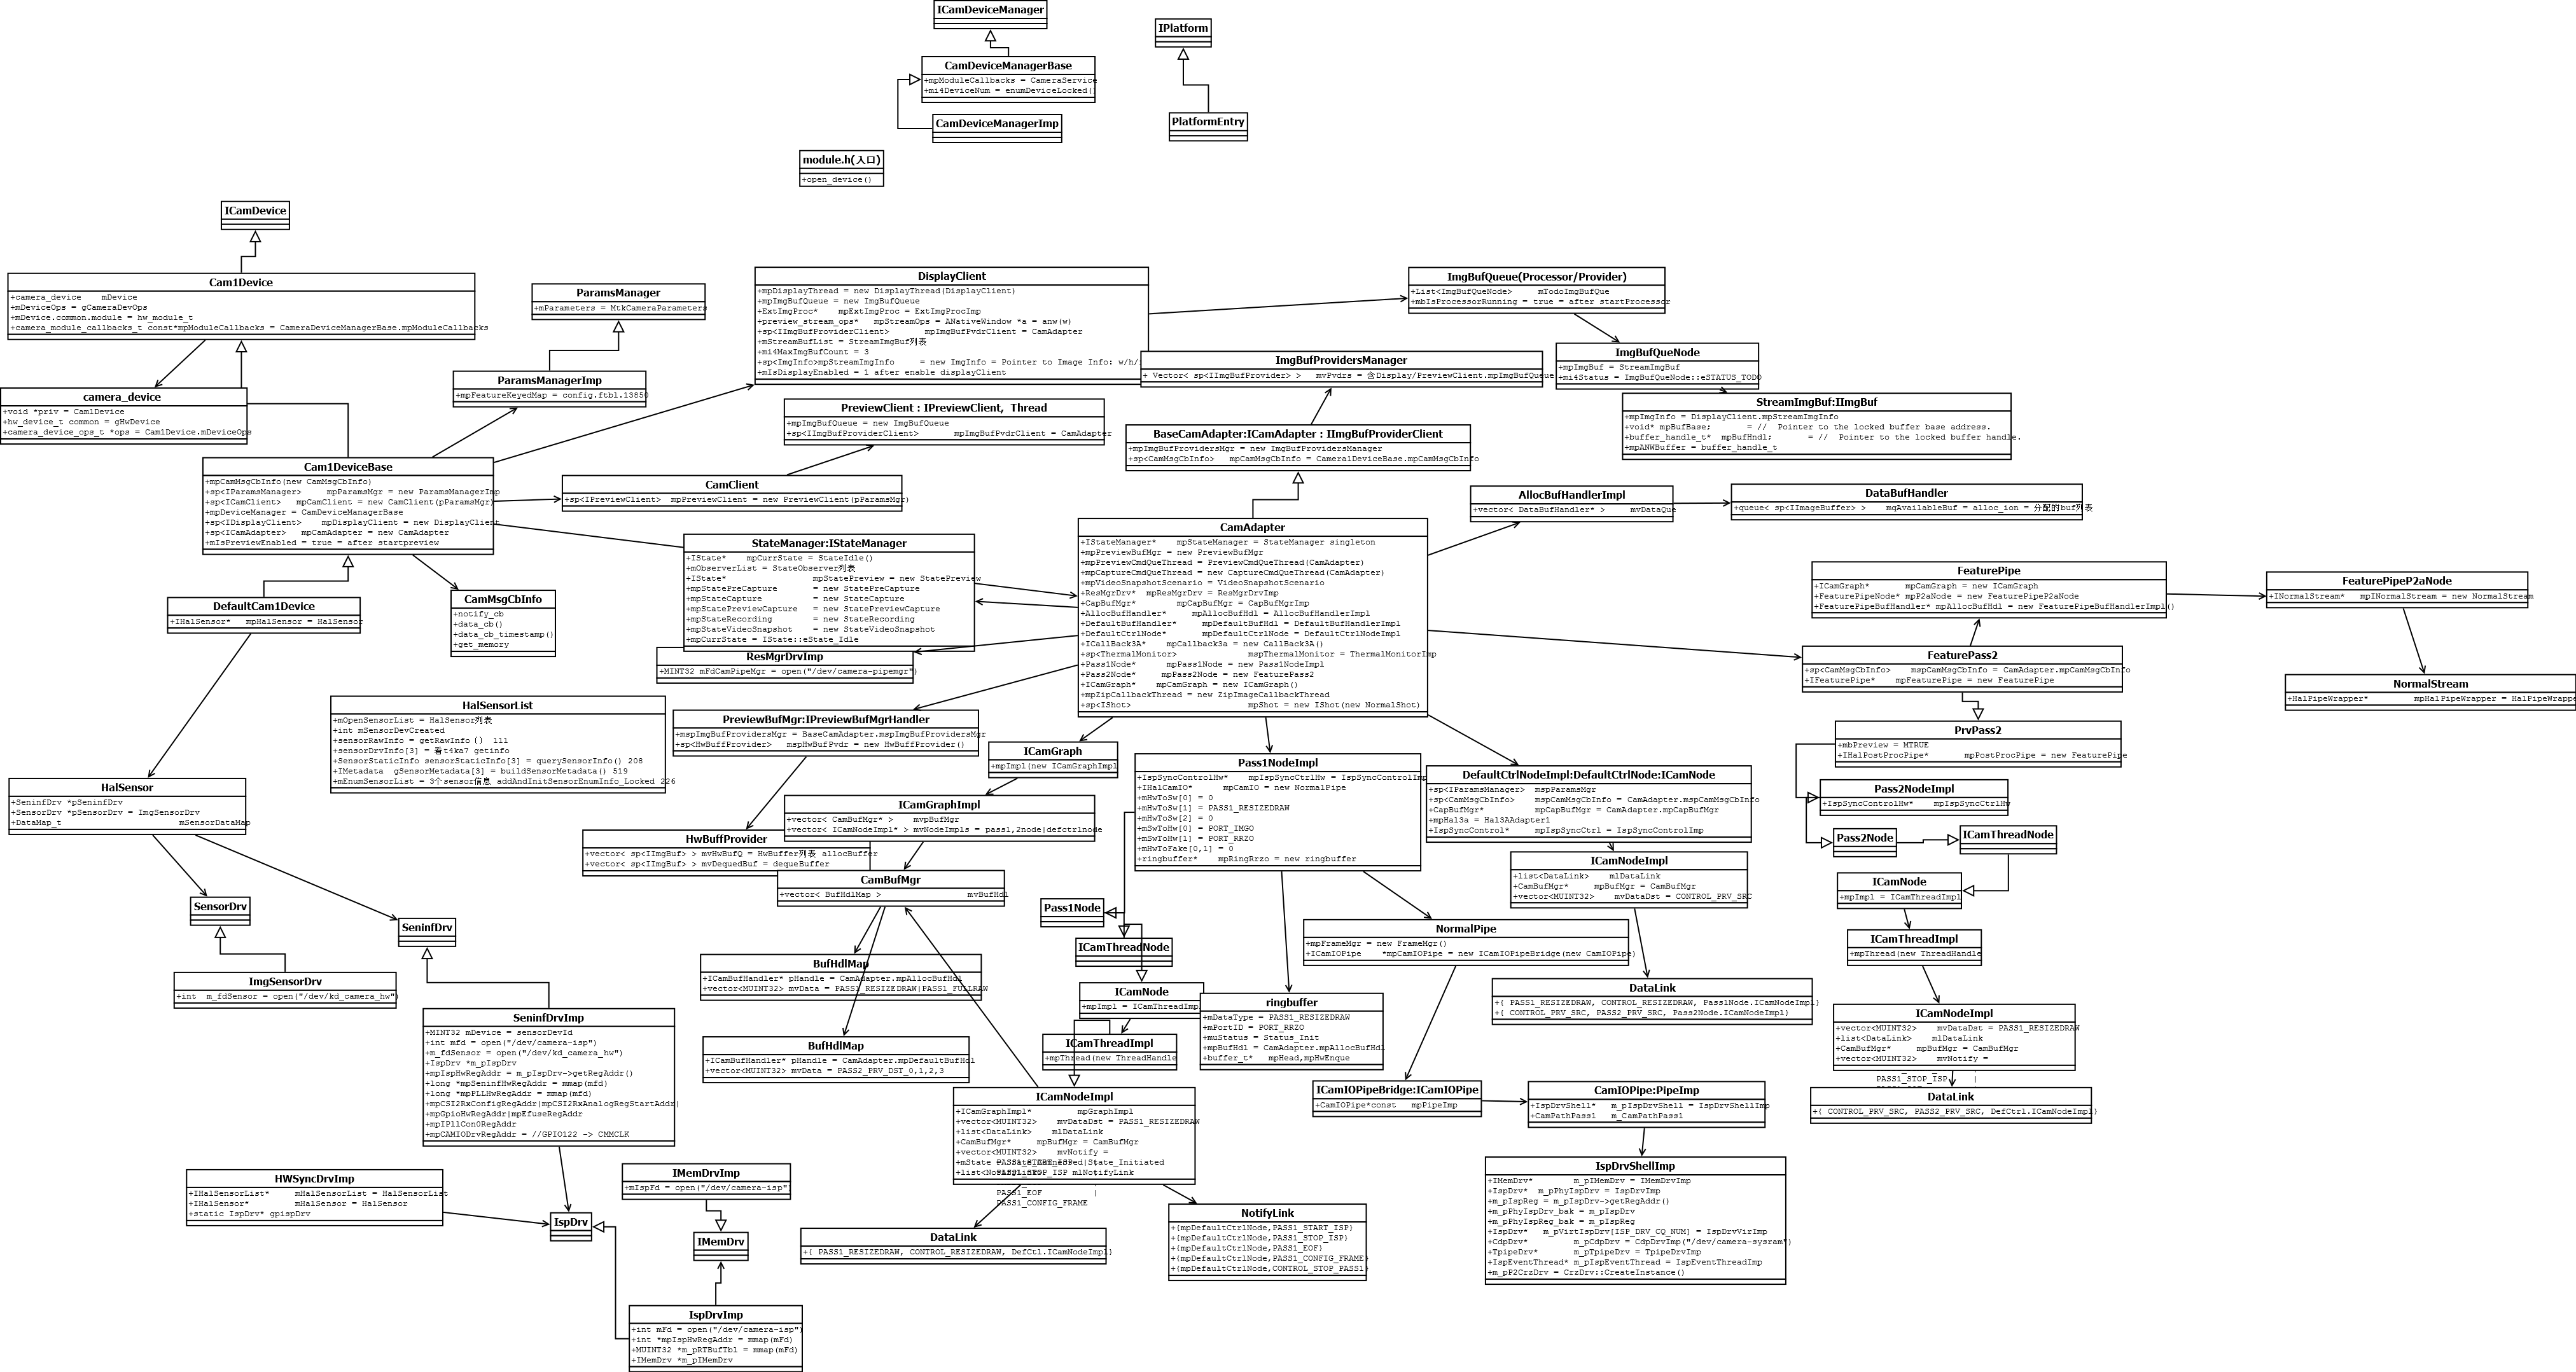 ICamDeviceManager
CamDeviceManagerBase
+mpModuleCallbacks = CameraService
+mi4DeviceNum = enumDeviceLocked()
CamDeviceManagerImp
IPlatform
PlatformEntry
module.h(入口)
+open_device()
ICamDevice
Cam1Device
+camera_device    mDevice
+mDeviceOps = gCameraDevOps
+mDevice.common.module = hw_module_t
+camera_module_callbacks_t const*mpModuleCallbacks = CameraDeviceManagerBase.mpModuleCallbacks
camera_device
+void *priv = Cam1Device
+hw_device_t common = gHwDevice
+camera_device_ops_t *ops = Cam1Device.mDeviceOps
ParamsManager
+mParameters = MtkCameraParameters
ParamsManagerImp
+mpFeatureKeyedMap = config.ftbl.13850
DisplayClient
+mpDisplayThread = new DisplayThread(DisplayClient)
+mpImgBufQueue = new ImgBufQueue
+ExtImgProc*    mpExtImgProc = ExtImgProcImp
+preview_stream_ops*   mpStreamOps = ANativeWindow *a = anw(w)
+sp<IImgBufProviderClient>       mpImgBufPvdrClient = CamAdapter
+mStreamBufList = StreamImgBuf列表
+mi4MaxImgBufCount = 3
+sp<ImgInfo>mpStreamImgInfo     = new ImgInfo = Pointer to Image Info: w/h/
+mIsDisplayEnabled = 1 after enable displayClient
ImgBufQueue(Processor/Provider)
+List<ImgBufQueNode>     mTodoImgBufQue
+mbIsProcessorRunning = true = after startProcessor
ImgBufQueNode
+mpImgBuf = StreamImgBuf
+mi4Status = ImgBufQueNode::eSTATUS_TODO
StreamImgBuf:IImgBuf
+mpImgInfo = DisplayClient.mpStreamImgInfo
+void* mpBufBase;       = //  Pointer to the locked buffer base address.
+buffer_handle_t*  mpBufHndl;       = //  Pointer to the locked buffer handle.
+mpANWBuffer = buffer_handle_t
ImgBufProvidersManager
+ Vector< sp<IImgBufProvider> >   mvPvdrs = 含Display/PreviewClient.mpImgBufQueue
PreviewClient : IPreviewClient,  Thread
+mpImgBufQueue = new ImgBufQueue
+sp<IImgBufProviderClient>       mpImgBufPvdrClient = CamAdapter
BaseCamAdapter:ICamAdapter : IImgBufProviderClient
+mpImgBufProvidersMgr = new ImgBufProvidersManager
+sp<CamMsgCbInfo>   mpCamMsgCbInfo = Camera1DeviceBase.mpCamMsgCbInfo
Cam1DeviceBase
+mpCamMsgCbInfo(new CamMsgCbInfo)
+sp<IParamsManager>     mpParamsMgr = new ParamsManagerImp
+sp<ICamClient>   mpCamClient = new CamClient(pParamsMgr)
+mpDeviceManager = CamDeviceManagerBase
+sp<IDisplayClient>    mpDisplayClient = new DisplayClient
+sp<ICamAdapter>   mpCamAdapter = new CamAdapter
+mIsPreviewEnabled = true = after startpreview
CamClient
+sp<IPreviewClient>  mpPreviewClient = new PreviewClient(pParamsMgr)
AllocBufHandlerImpl
+vector< DataBufHandler* >     mvDataQue
DataBufHandler
+queue< sp<IImageBuffer> >    mqAvailableBuf = alloc_ion = 分配的buf列表
StateManager:IStateManager
+IState*    mpCurrState = StateIdle()
+mObserverList = StateObserver列表
+IState*                 mpStatePreview = new StatePreview
+mpStatePreCapture       = new StatePreCapture
+mpStateCapture          = new StateCapture
+mpStatePreviewCapture   = new StatePreviewCapture
+mpStateRecording        = new StateRecording
+mpStateVideoSnapshot    = new StateVideoSnapshot
+mpCurrState = IState::eState_Idle
ResMgrDrvImp
+MINT32 mFdCamPipeMgr = open("/dev/camera-pipemgr")
CamAdapter
+IStateManager*    mpStateManager = StateManager singleton
+mpPreviewBufMgr = new PreviewBufMgr
+mpPreviewCmdQueThread = PreviewCmdQueThread(CamAdapter)
+mpCaptureCmdQueThread = new CaptureCmdQueThread(CamAdapter)
+mpVideoSnapshotScenario = VideoSnapshotScenario
+ResMgrDrv*  mpResMgrDrv = ResMgrDrvImp
+CapBufMgr*        mpCapBufMgr = CapBufMgrImp
+AllocBufHandler*    mpAllocBufHdl = AllocBufHandlerImpl
+DefaultBufHandler*     mpDefaultBufHdl = DefaultBufHandlerImpl
+DefaultCtrlNode*       mpDefaultCtrlNode = DefaultCtrlNodeImpl
+ICallBack3A*    mpCallback3a = new CallBack3A()
+sp<ThermalMonitor>              mspThermalMonitor = ThermalMonitorImp
+Pass1Node*      mpPass1Node = new Pass1NodeImpl
+Pass2Node*     mpPass2Node = new FeaturePass2
+ICamGraph*    mpCamGraph = new ICamGraph()
+mpZipCallbackThread = new ZipImageCallbackThread
+sp<IShot>                       mpShot = new IShot(new NormalShot)
FeaturePipe
+ICamGraph*       mpCamGraph = new ICamGraph
+FeaturePipeNode* mpP2aNode = new FeaturePipeP2aNode
+FeaturePipeBufHandler* mpAllocBufHdl = new FeaturePipeBufHandlerImpl()
FeaturePipeP2aNode
+INormalStream*   mpINormalStream = new NormalStream
FeaturePass2
+sp<CamMsgCbInfo>    mspCamMsgCbInfo = CamAdapter.mpCamMsgCbInfo
+IFeaturePipe*    mpFeaturePipe = new FeaturePipe
NormalStream
+HalPipeWrapper*         mpHalPipeWrapper = HalPipeWrappe
DefaultCam1Device
+IHalSensor*   mpHalSensor = HalSensor
CamMsgCbInfo
+notify_cb
+data_cb()
+data_cb_timestamp()
+get_memory
HalSensorList
+mOpenSensorList = HalSensor列表
+int mSensorDevCreated
+sensorRawInfo = getRawInfo（） 111
+sensorDrvInfo[3] = 看t4ka7 getinfo
+SensorStaticInfo sensorStaticInfo[3] = querySensorInfo() 208
+IMetadata  gSensorMetadata[3] = buildSensorMetadata() 519
+mEnumSensorList = 3个sensor信息 addAndInitSensorEnumInfo_Locked 226
PreviewBufMgr:IPreviewBufMgrHandler
+mspImgBufProvidersMgr = BaseCamAdapter.mspImgBufProvidersMgr
+sp<HwBuffProvider>   mspHwBufPvdr = new HwBuffProvider()
ICamGraph
+mpImpl(new ICamGraphImpl
PrvPass2
+mbPreview = MTRUE
+IHalPostProcPipe*       mpPostProcPipe = new FeaturePipe
Pass1NodeImpl
+IspSyncControlHw*   mpIspSyncCtrlHw = IspSyncControlImp
+IHalCamIO*     mpCamIO = new NormalPipe
+mHwToSw[0] = 0
+mHwToSw[1] = PASS1_RESIZEDRAW
+mHwToSw[2] = 0
+mSwToHw[0] = PORT_IMGO
+mSwToHw[1] = PORT_RRZO
+mHwToFake[0,1] = 0
+ringbuffer*   mpRingRrzo = new ringbuffer
DefaultCtrlNodeImpl:DefaultCtrlNode:ICamNode
+sp<IParamsManager>  mspParamsMgr
+sp<CamMsgCbInfo>    mspCamMsgCbInfo = CamAdapter.mspCamMsgCbInfo
+CapBufMgr*          mpCapBufMgr = CamAdapter.mpCapBufMgr
+mpHal3a = Hal3AAdapter1
+IspSyncControl*     mpIspSyncCtrl = IspSyncControlImp
HalSensor
+SeninfDrv *pSeninfDrv
+SensorDrv *pSensorDrv = ImgSensorDrv
+DataMap_t                       mSensorDataMap
ICamGraphImpl
+vector< CamBufMgr* >     mvpBufMgr
+vector< ICamNodeImpl* > mvNodeImpls = pass1,2node|defctrlnode
Pass2NodeImpl
+IspSyncControlHw*    mpIspSyncCtrlHw
Pass2Node
ICamThreadNode
HwBuffProvider
+vector< sp<IImgBuf> > mvHwBufQ = HwBuffer列表 allocBuffer
+vector< sp<IImgBuf> > mvDequedBuf = dequeBuffer
CamBufMgr
+vector< BufHdlMap >                 mvBufHdl
ICamNodeImpl
+list<DataLink>    mlDataLink
+CamBufMgr*     mpBufMgr = CamBufMgr
+vector<MUINT32>    mvDataDst = CONTROL_PRV_SRC
ICamNode
+mpImpl = ICamThreadImpl
SensorDrv
SeninfDrv
Pass1Node
ICamThreadNode
NormalPipe
+mpFrameMgr = new FrameMgr()
+ICamIOPipe    *mpCamIOPipe = new ICamIOPipeBridge(new CamIOPipe)
ICamThreadImpl
+mpThread(new ThreadHandle
ImgSensorDrv
+int  m_fdSensor = open("/dev/kd_camera_hw")
BufHdlMap
+ICamBufHandler* pHandle = CamAdapter.mpAllocBufHdl
+vector<MUINT32> mvData = PASS1_RESIZEDRAW|PASS1_FULLRAW
ICamNode
+mpImpl = ICamThreadImp
ringbuffer
+mDataType = PASS1_RESIZEDRAW
+mPortID = PORT_RRZO
+muStatus = Status_Init
+mpBufHdl = CamAdapter.mpAllocBufHdl
+buffer_t*   mpHead,mpHwEnque
DataLink
+{ PASS1_RESIZEDRAW, CONTROL_RESIZEDRAW, Pass1Node.ICamNodeImpl}
+{ CONTROL_PRV_SRC, PASS2_PRV_SRC, Pass2Node.ICamNodeImpl}
ICamNodeImpl
+vector<MUINT32>    mvDataDst = PASS1_RESIZEDRAW
+list<DataLink>    mlDataLink
+CamBufMgr*     mpBufMgr = CamBufMgr
+vector<MUINT32>    mvNotify =
PASS1_STOP_ISP     |
SeninfDrvImp
+MINT32 mDevice = sensorDevId
+int mfd = open("/dev/camera-isp")
+m_fdSensor = open("/dev/kd_camera_hw")
+IspDrv *m_pIspDrv
+mpIspHwRegAddr = m_pIspDrv->getRegAddr()
+long *mpSeninfHwRegAddr = mmap(mfd)
+long *mpPLLHwRegAddr = mmap(mfd)
+mpCSI2RxConfigRegAddr|mpCSI2RxAnalogRegStartAddr|
+mpGpioHwRegAddr|mpEfuseRegAddr
+mpIPllCon0RegAddr
+mpCAMIODrvRegAddr = //GPIO122 -> CMMCLK
BufHdlMap
+ICamBufHandler* pHandle = CamAdapter.mpDefaultBufHdl
+vector<MUINT32> mvData = PASS2_PRV_DST_0,1,2,3
ICamThreadImpl
+mpThread(new ThreadHandle
ICamIOPipeBridge:ICamIOPipe
+CamIOPipe*const   mpPipeImp
CamIOPipe:PipeImp
+IspDrvShell*   m_pIspDrvShell = IspDrvShellImp
+CamPathPass1   m_CamPathPass1
DataLink
+{ CONTROL_PRV_SRC, PASS2_PRV_SRC, DefCtrl.ICamNodeImpl}
ICamNodeImpl
+ICamGraphImpl*         mpGraphImpl
+vector<MUINT32>    mvDataDst = PASS1_RESIZEDRAW
+list<DataLink>    mlDataLink
+CamBufMgr*     mpBufMgr = CamBufMgr
+vector<MUINT32>    mvNotify =
PASS1_EOF          |
PASS1_CONFIG_FRAME
IspDrvShellImp
+IMemDrv*        m_pIMemDrv = IMemDrvImp
+IspDrv*  m_pPhyIspDrv = IspDrvImp
+m_pIspReg = m_pIspDrv->getRegAddr()
+m_pPhyIspDrv_bak = m_pIspDrv
+m_pPhyIspReg_bak = m_pIspReg
+IspDrv*   m_pVirtIspDrv[ISP_DRV_CQ_NUM] = IspDrvVirImp
+CdpDrv*         m_pCdpDrv = CdpDrvImp("/dev/camera-sysram")
+TpipeDrv*       m_pTpipeDrv = TpipeDrvImp
+IspEventThread* m_pIspEventThread = IspEventThreadImp
+m_pP2CrzDrv = CrzDrv::CreateInstance()
HWSyncDrvImp
+IHalSensorList*     mHalSensorList = HalSensorList
+IHalSensor*         mHalSensor = HalSensor
+static IspDrv* gpispDrv
IMemDrvImp
+mIspFd = open("/dev/camera-isp")
IspDrv
IMemDrv
DataLink
+{ PASS1_RESIZEDRAW, CONTROL_RESIZEDRAW, DefCtl.ICamNodeImpl}
NotifyLink
+(mpDefaultCtrlNode,PASS1_START_ISP)
+(mpDefaultCtrlNode,PASS1_STOP_ISP)
+(mpDefaultCtrlNode,PASS1_EOF)
+(mpDefaultCtrlNode,PASS1_CONFIG_FRAME)
+(mpDefaultCtrlNode,CONTROL_STOP_PASS1)
IspDrvImp
+int mFd = open("/dev/camera-isp")
+int *mpIspHwRegAddr = mmap(mFd)
+MUINT32 *m_pRTBufTbl = mmap(mFd)
+IMemDrv *m_pIMemDrv